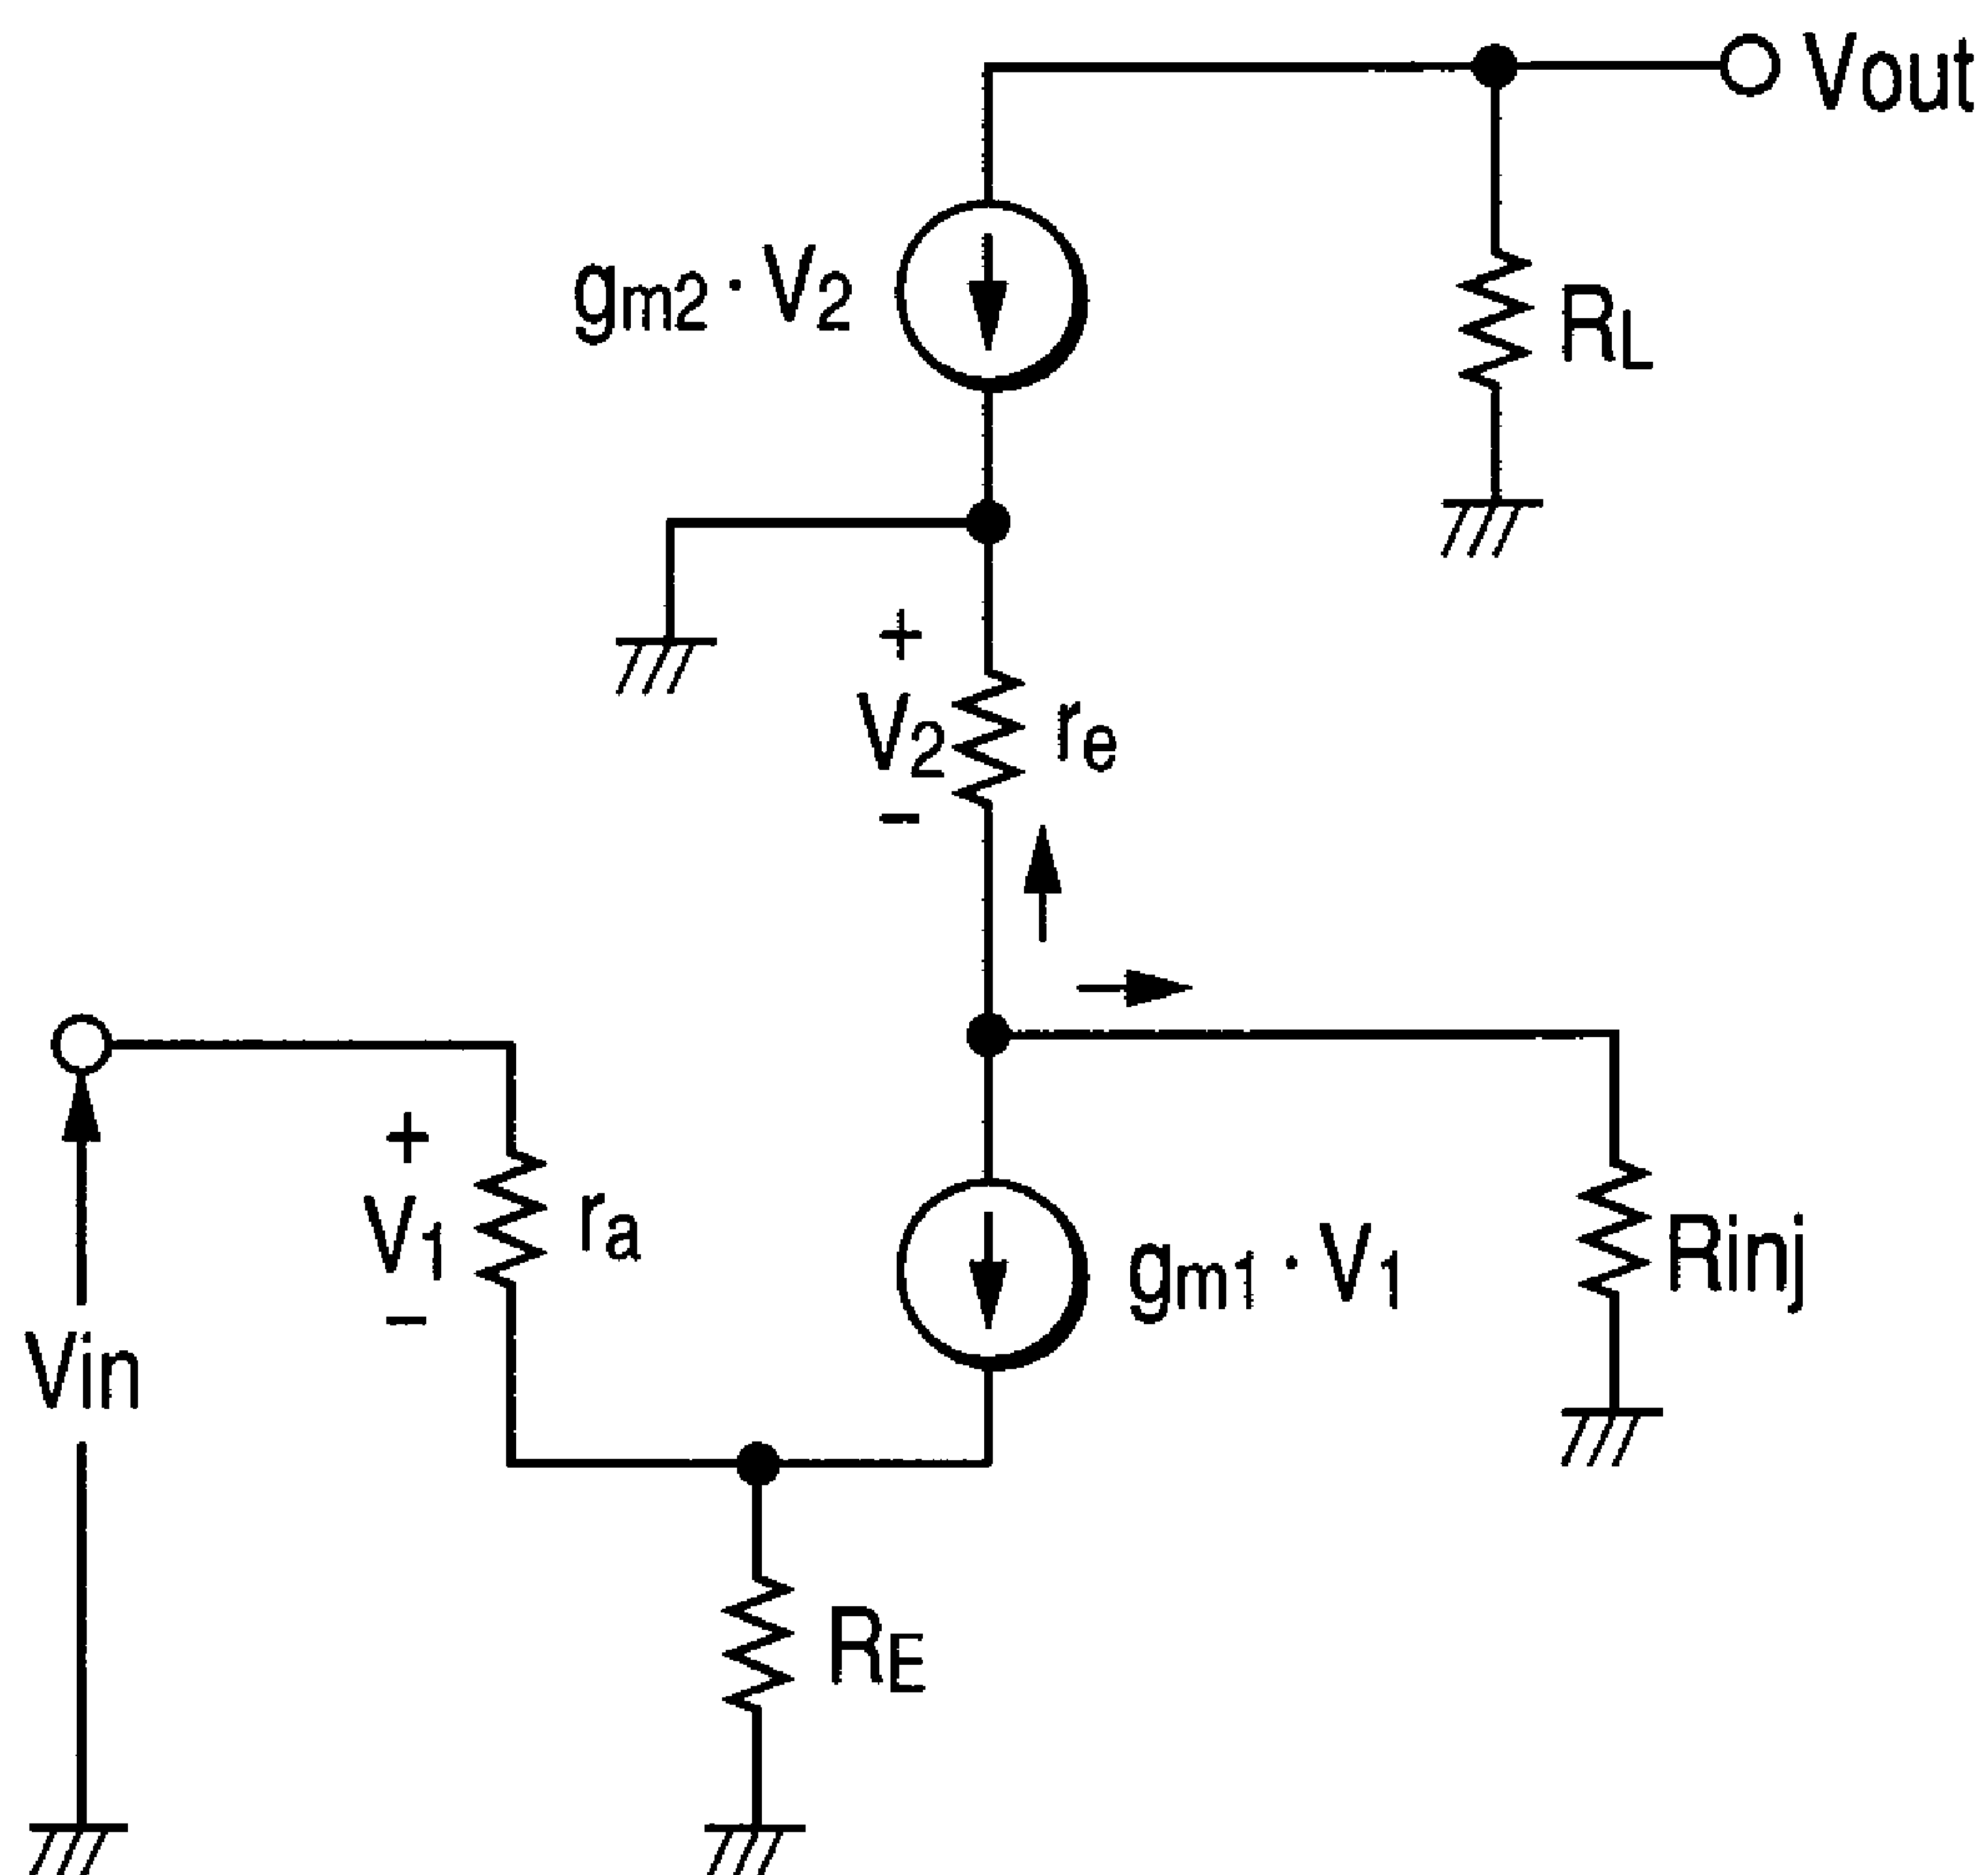 Vout
gm2·V2
RL
+
V2
re
-
+
V1
ra
-
gm1·V1
Rinj
Vin
RE